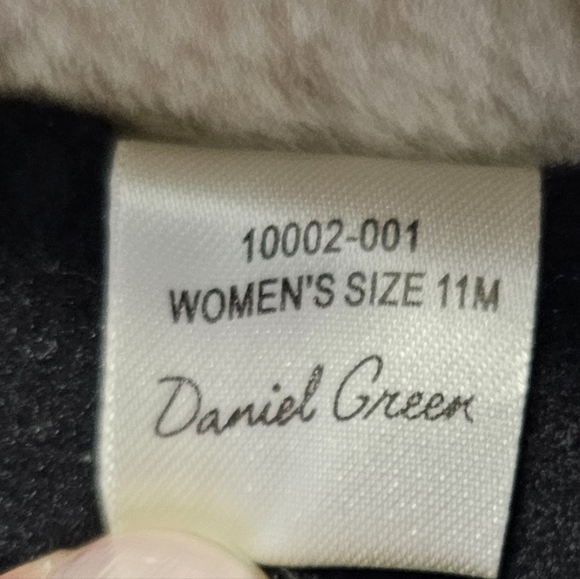 10002-001
WOMEN'S SIZE 11M
Daniel Green